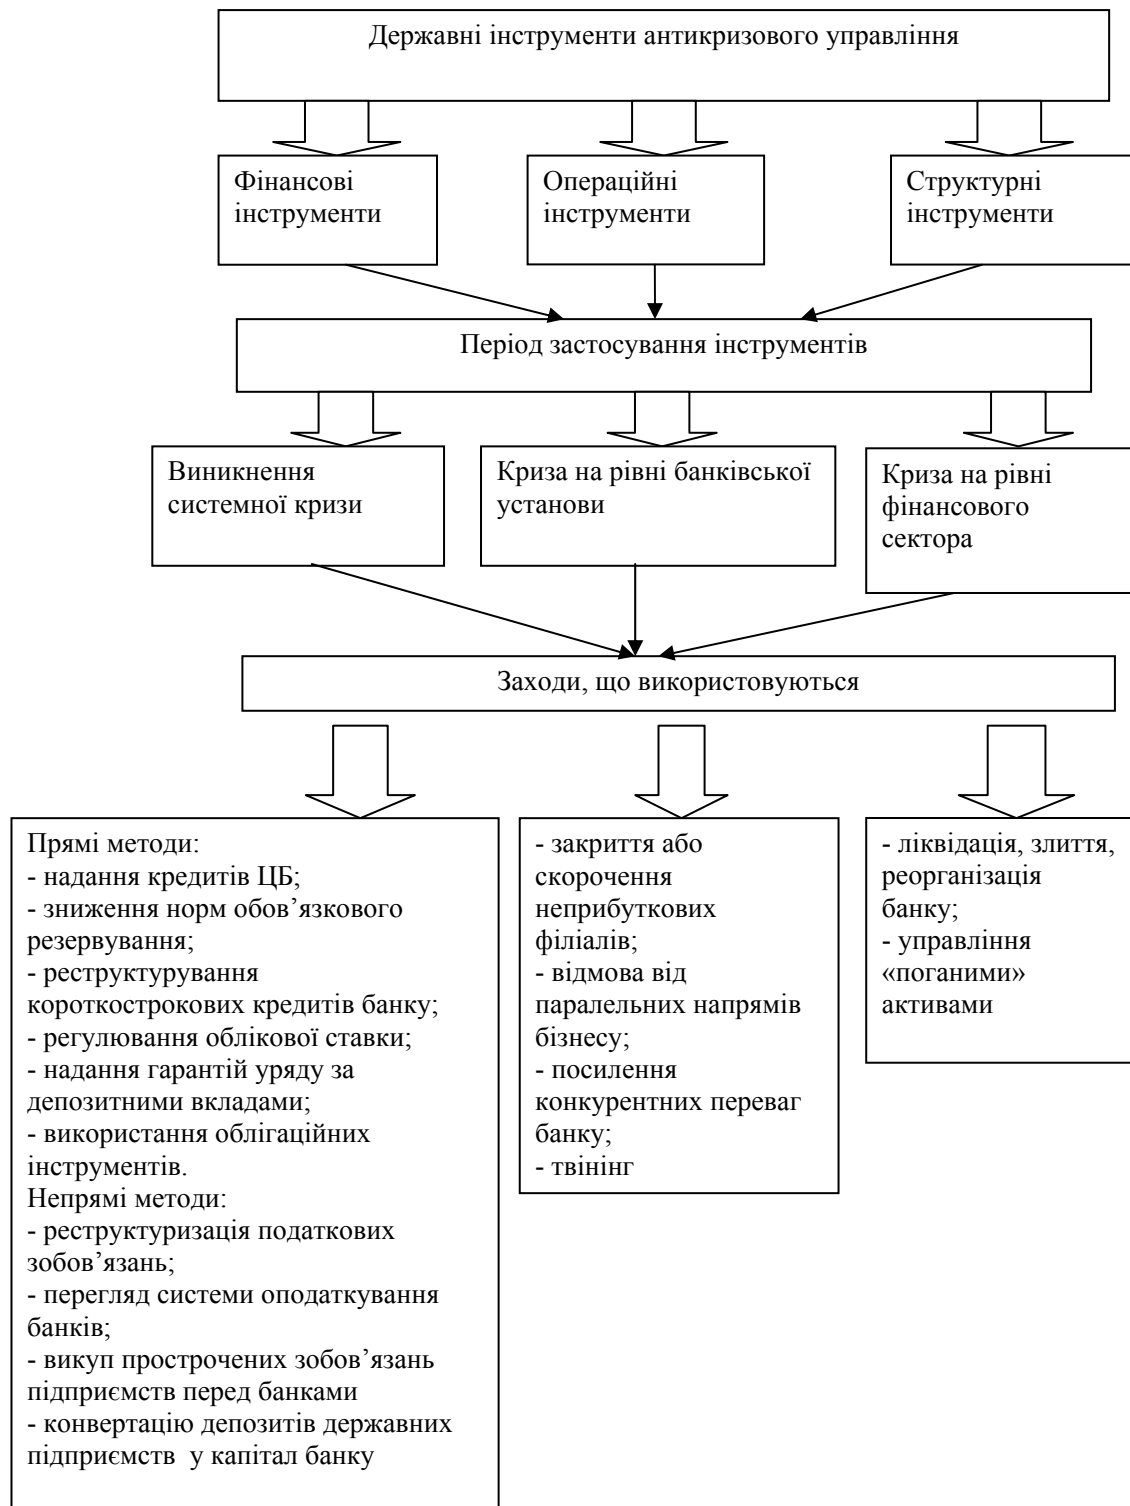 Державні інструменти антикризового управління
Фінансові
інструменти
Операційні
інструменти
Структурні
інструменти
Період застосування інструментів
Виникнення
системної кризи
Криза на рівні банківської
установи
Криза на рівні
фінансового
сектора
Заходи, що використовуються
Прямі методи:
- надання кредитів ЦБ;
- зниження норм обов’язкового
резервування;
- реструктурування
короткострокових кредитів банку;
- регулювання облікової ставки;
- надання гарантій уряду за
депозитними вкладами;
- використання облігаційних
інструментів.
Непрямі методи:
- реструктуризація податкових
зобов’язань;
- перегляд системи оподаткування
банків;
- викуп прострочених зобов’язань
підприємств перед банками
- конвертацію депозитів державних
підприємств у капітал банку
- закриття або
скорочення
неприбуткових
філіалів;
- відмова від
паралельних напрямів
бізнесу;
- посилення
конкурентних переваг
банку;
- твінінг
- ліквідація, злиття,
реорганізація
банку;
- управління
«поганими»
активами